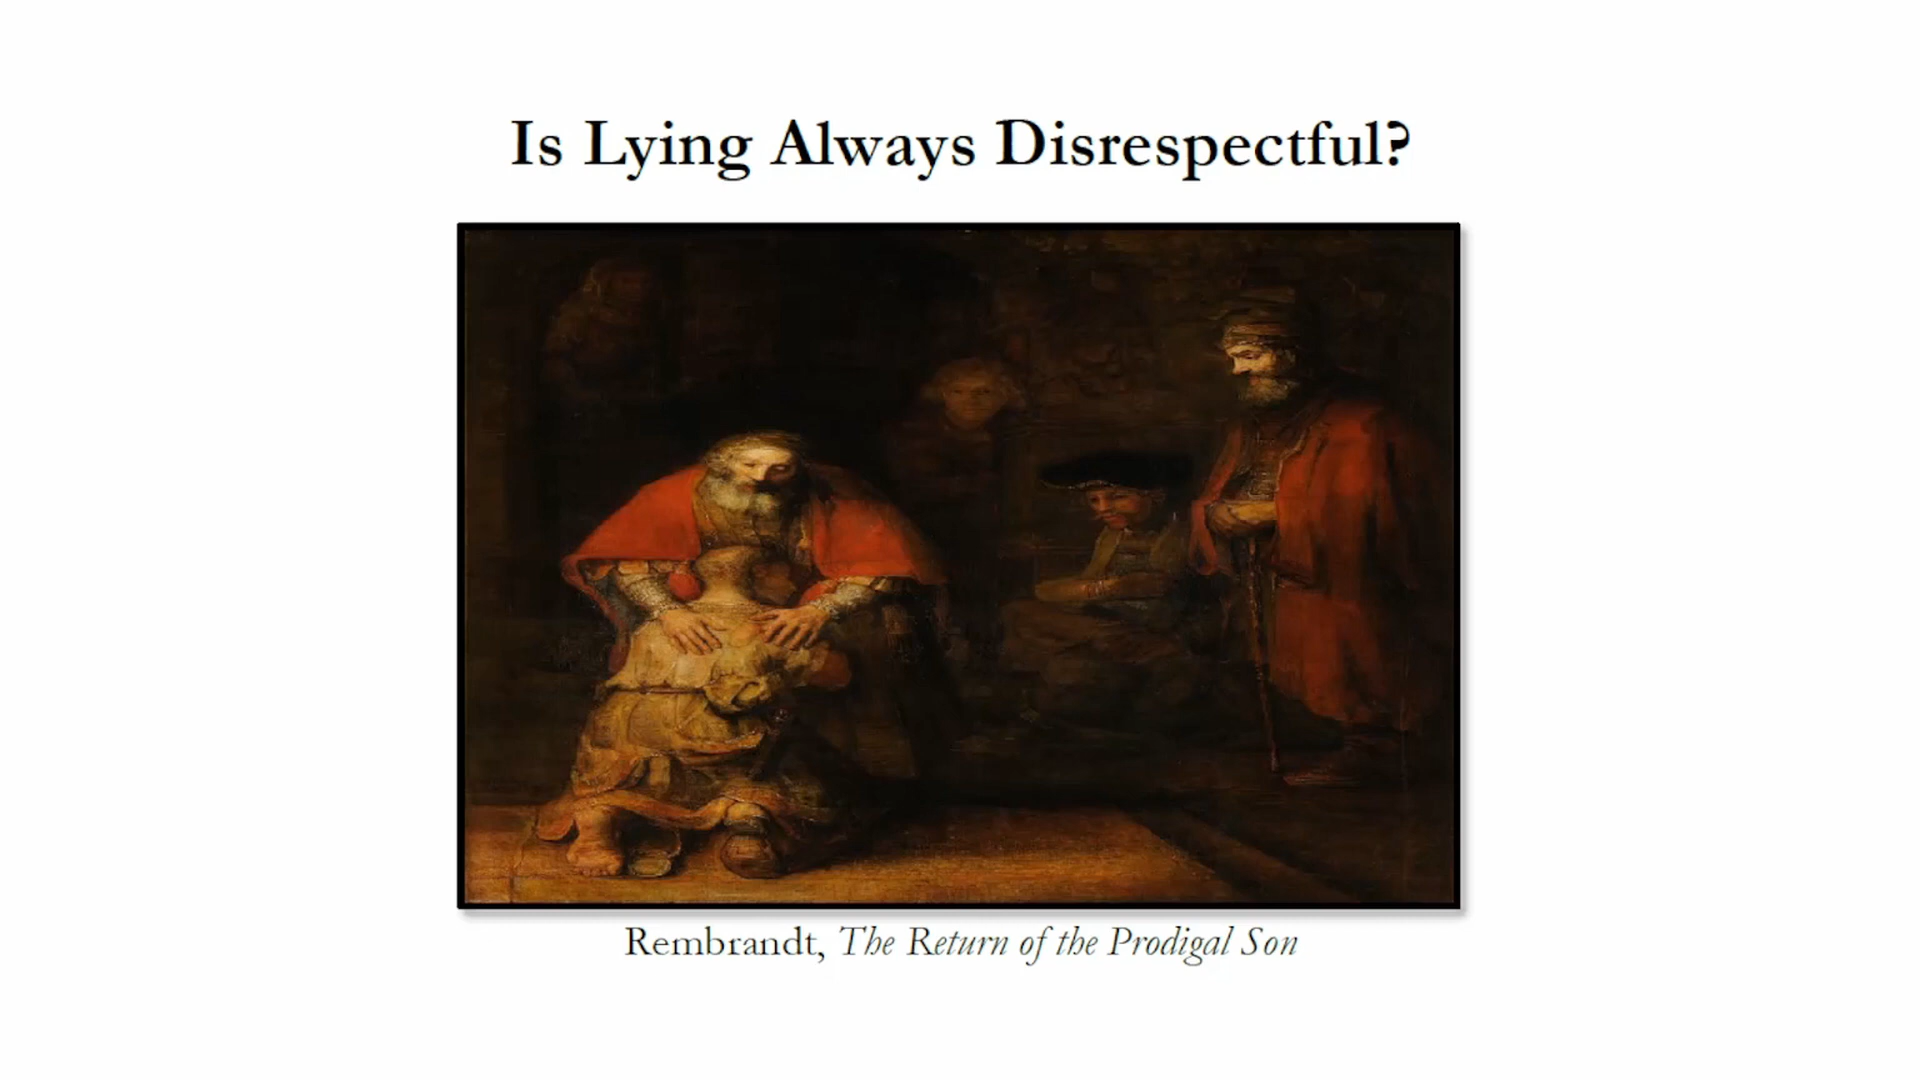 Is Lying Always Disrespectful?
Rembrandt, The Return of the Prodigal Son